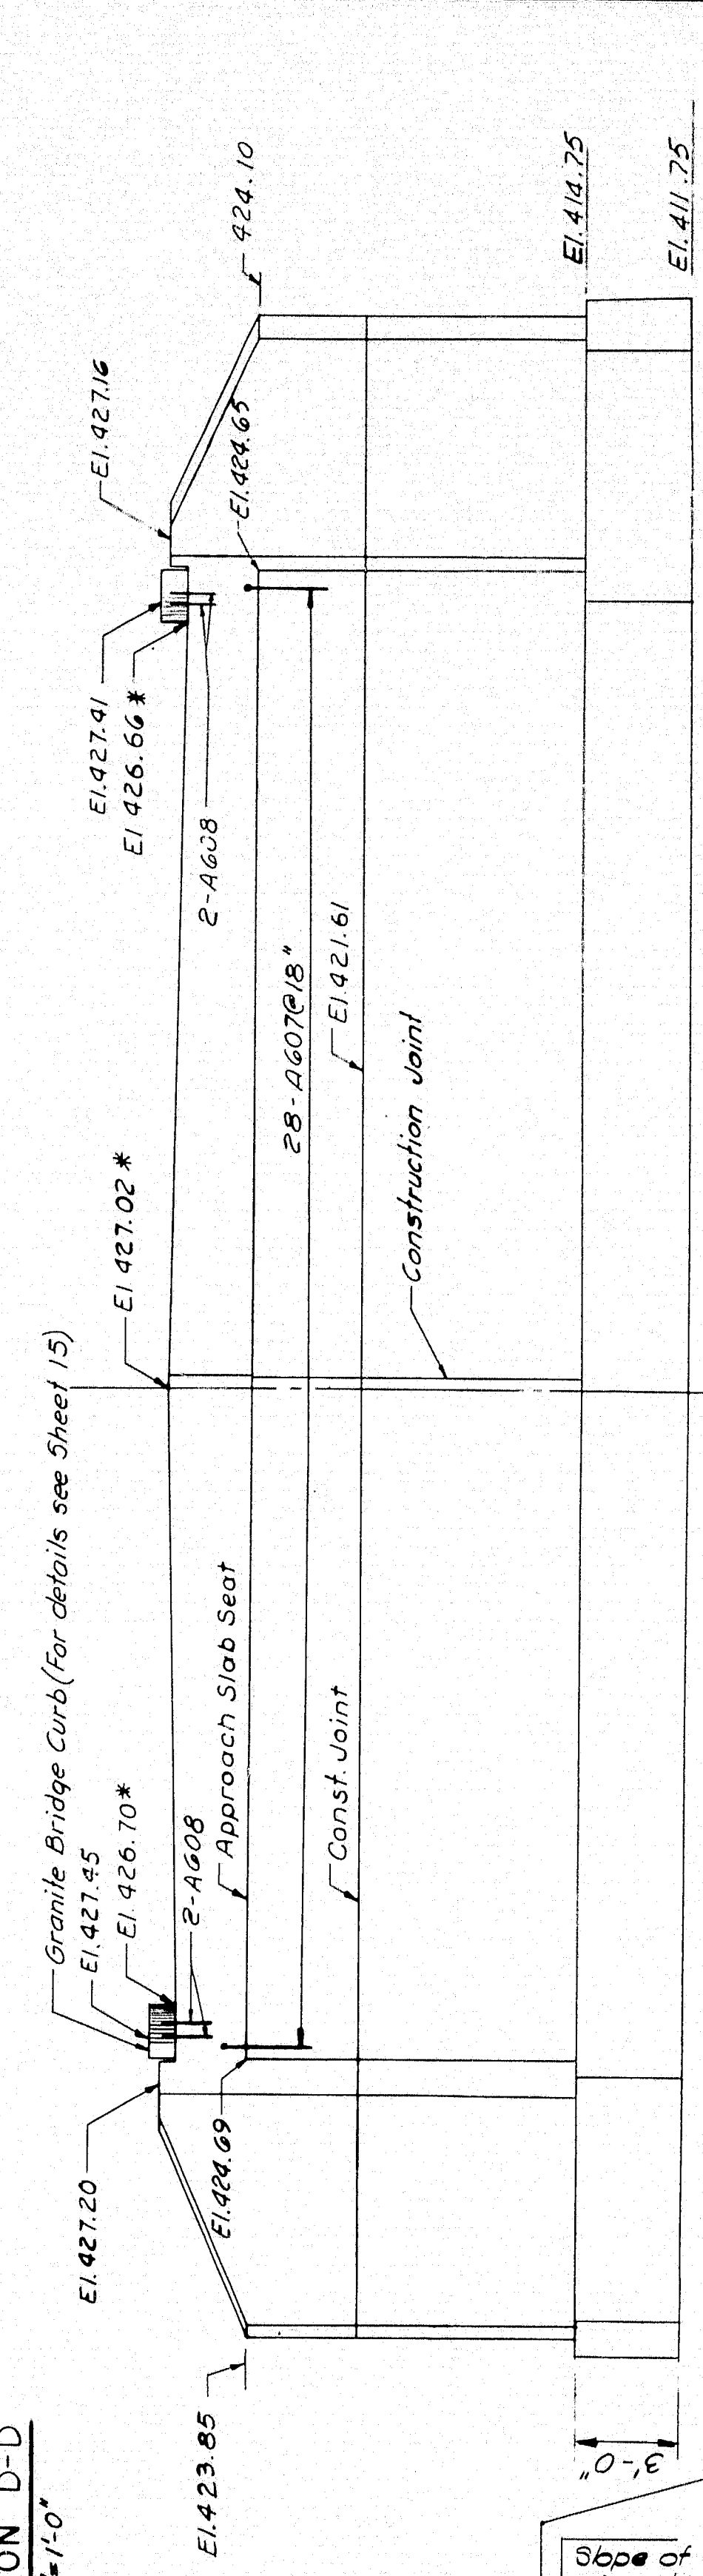 ON D-D
=1'-0"
Granite Bridge Curb (For details see Sheet 15)
El.427.45
El.426.70*
El.427.20
2-A608
Approach Slab Seat
El.424.69
El.423.85
Const. Joint
3'-0"
El 427.02*
Construction Joint
28-A607@18"
El.421.61
El.427.41
El 426.66*
2-A608
El.427.16
El.424.65
424.10
El.414.75
El.411.75